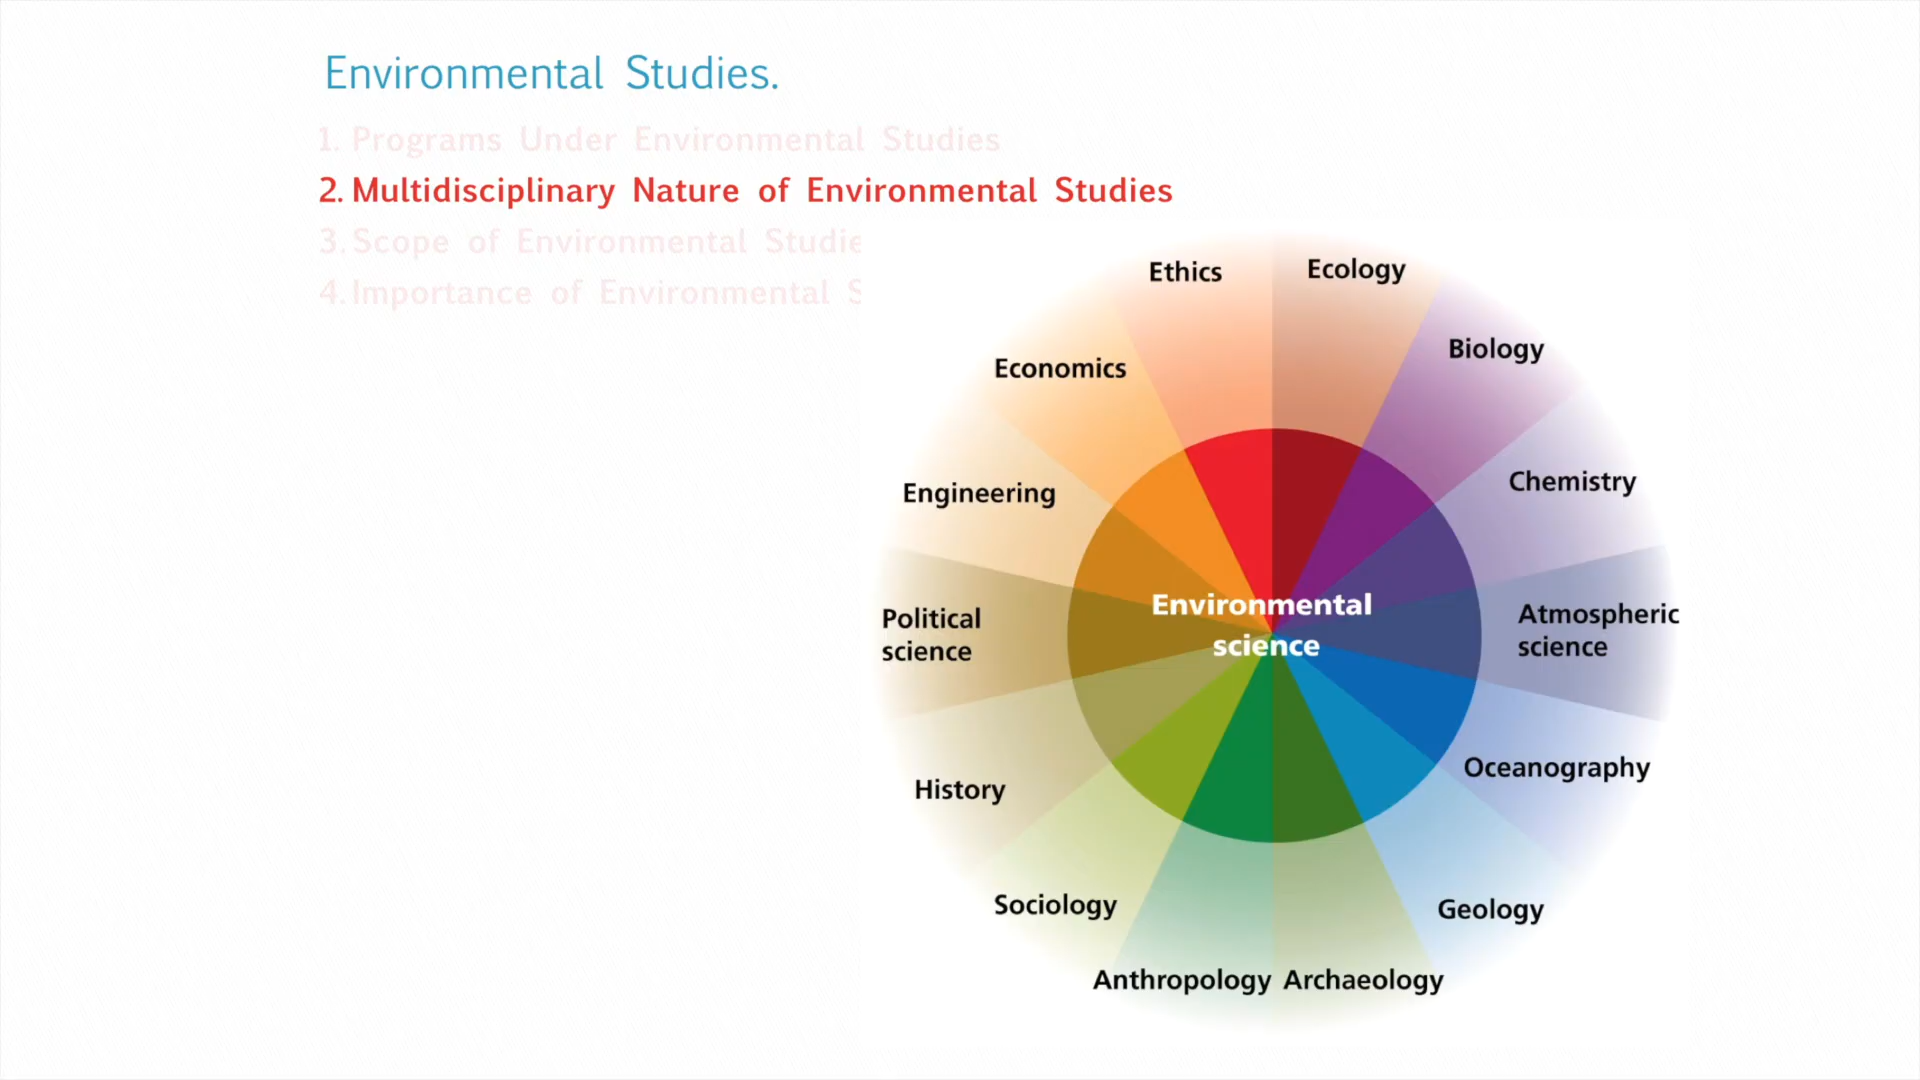 Environmental Studies.
1. Programs Under Environmental Studies
2. Multidisciplinary Nature of Environmental Studies
3. Scope of Environmental Studie
4. Importance of Environmental S
Ethics
Ecology
Biology
Economics
Chemistry
Engineering
Environmental
science
Atmospheric
science
Political
science
Oceanography
History
Sociology
Geology
Anthropology
Archaeology